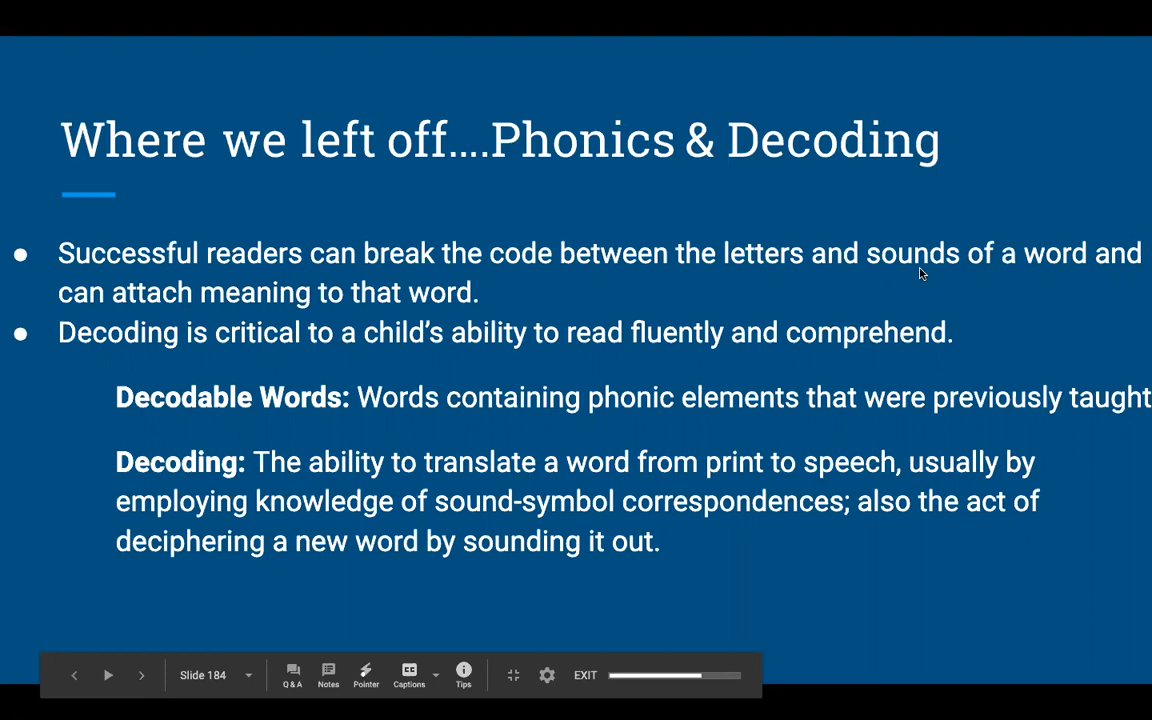 Where we left off....Phonics & Decoding
● Successful readers can break the code between the letters and sounds of a word and
can attach meaning to that word.
● Decoding is critical to a child’s ability to read fluently and comprehend.
Decodable Words: Words containing phonic elements that were previously taught
Decoding: The ability to translate a word from print to speech, usually by
employing knowledge of sound-symbol correspondences; also the act of
deciphering a new word by sounding it out.
Slide 184 Q & A Notes Pointer CC Captions Tips EXIT